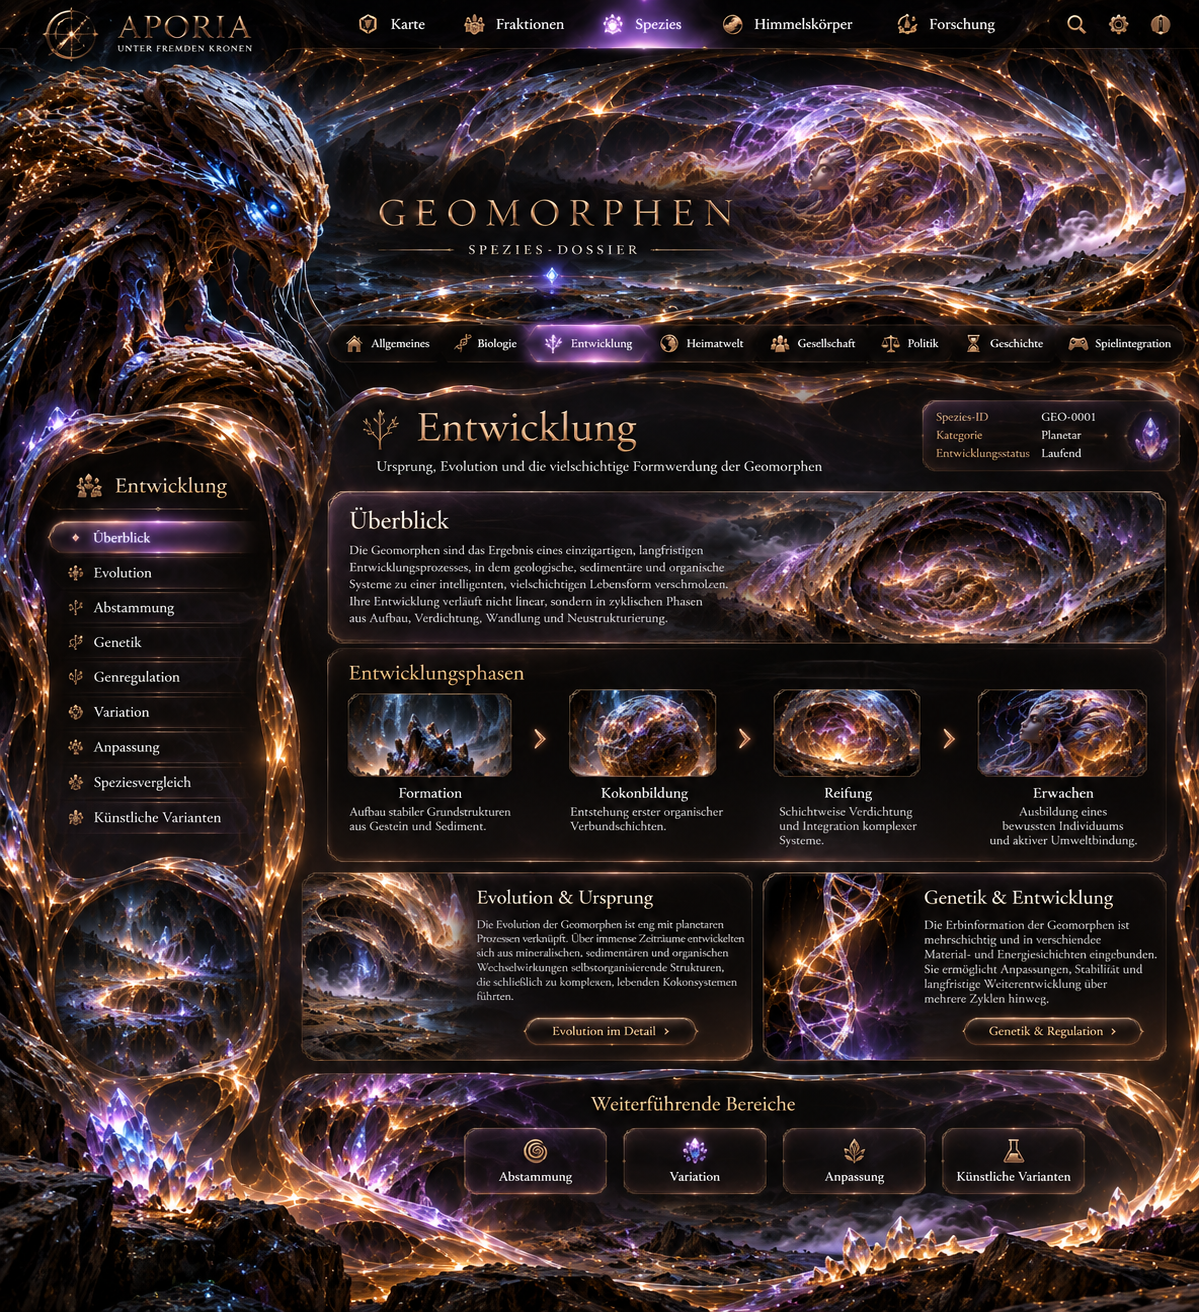 APORIA
UNTER FREMDEN KRONEN
Karte
Fraktionen
Spezies
Himmelskörper
Forschung
GEOMORPHEN
SPEZIES-DOSSIER
Allgemeines
Biologie
Entwicklung
Heimatwelt
Gesellschaft
Politik
Geschichte
Spielintegration
Entwicklung
Ursprung, Evolution und die vielschichtige Formwerdung der Geomorphen
Spezies-ID GEO-0001
Kategorie Planetar
Entwicklungsstatus Laufend
Entwicklung
Überblick
Evolution
Abstammung
Genetik
Genregulation
Variation
Anpassung
Speziesvergleich
Künstliche Varianten
Überblick
Die Geomorphen sind das Ergebnis eines einzigartigen, langfristigen
Entwicklungsprozesses, in dem geologische, sedimentäre und organische
Systeme zu einer intelligenten, vielschichtigen Lebensform verschmolzen.
Ihre Entwicklung verläuft nicht linear, sondern in zyklischen Phasen
aus Aufbau, Verdichtung, Wandlung und Neustrukturierung.
Entwicklungsphasen
Formation
Aufbau stabiler Grundstrukturen
aus Gestein und Sediment.
Kokonbildung
Entstehung erster organischer
Verbundschichten.
Reifung
Schichtweise Verdichtung
und Integration komplexer
Systeme.
Erwachen
Ausbildung eines
bewussten Individuums
und aktiver Umweltbindung.
Evolution & Ursprung
Die Evolution der Geomorphen ist eng mit planetaren
Prozessen verknüpft. Über immense Zeiträume entwickelten
sich aus mineralischen, sedimentären und organischen
Wechselwirkungen selbstorganisierende Strukturen,
die schließlich zu komplexen, lebenden Kokonsystemen
führten.
Evolution im Detail >
Genetik & Entwicklung
Die Erbinformation der Geomorphen ist
mehrschichtig und in verschiendee
Material- und Energiesichichten eingebunden.
Sie ermöglicht Anpassungen, Stabilität und
langfristige Weiterentwicklung über
mehrere Zyklen hinweg.
Genetik & Regulation >
Weiterführende Bereiche
Abstammung
Variation
Anpassung
Künstliche Varianten